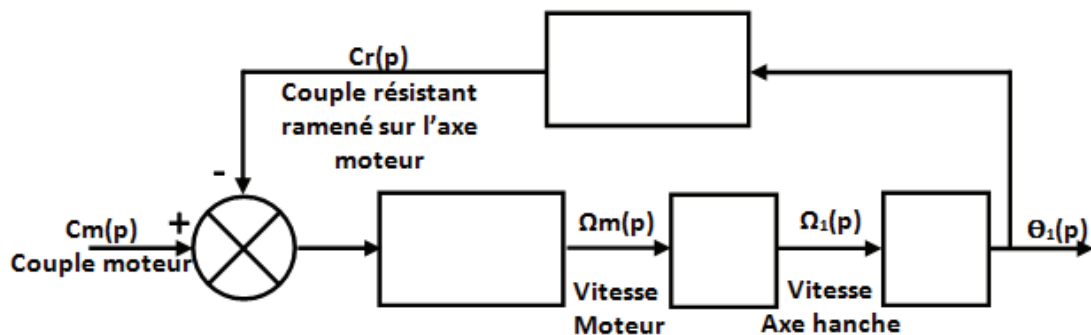 Cr(p)
Couple résistant
ramené sur l'axe
moteur
-
+
Cm(p)
Couple moteur
Ωm(p)
Vitesse
Moteur
Ω₁(p)
Vitesse
Axe hanche
Θ₁(p)